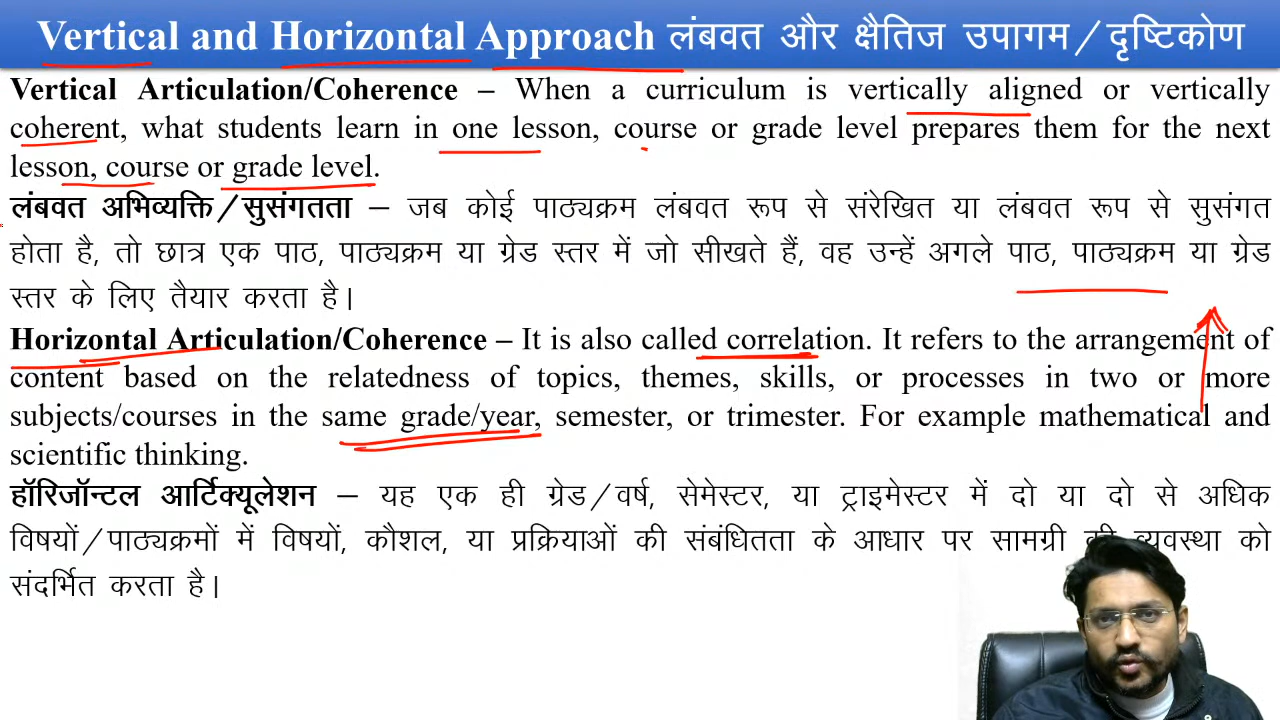 Vertical and Horizontal Approach लंबवत और क्षैतिज उपागम/दृष्टिकोण
Vertical Articulation/Coherence – When a curriculum is vertically aligned or vertically
coherent, what students learn in one lesson, course or grade level prepares them for the next
lesson, course or grade level.
लंबवत अभिव्यक्ति/सुसंगतता – जब कोई पाठ्यक्रम लंबवत रूप से संरेखित या लंबवत रूप से सुसंगत
होता है, तो छात्र एक पाठ, पाठ्यक्रम या ग्रेड स्तर में जो सीखते हैं, वह उन्हें अगले पाठ, पाठ्यक्रम या ग्रेड
स्तर के लिए तैयार करता है।
Horizontal Articulation/Coherence – It is also called correlation. It refers to the arrangement of
content based on the relatedness of topics, themes, skills, or processes in two or more
subjects/courses in the same grade/year, semester, or trimester. For example mathematical and
scientific thinking.
हॉरिजॉन्टल आर्टिक्यूलेशन – यह एक ही ग्रेड/वर्ष, सेमेस्टर, या ट्राइमेस्टर में दो या दो से अधिक
विषयों/पाठ्यक्रमों में विषयों, कौशल, या प्रक्रियाओं की संबंधितता के आधार पर सामग्री की व्यवस्था को
संदर्भित करता है।